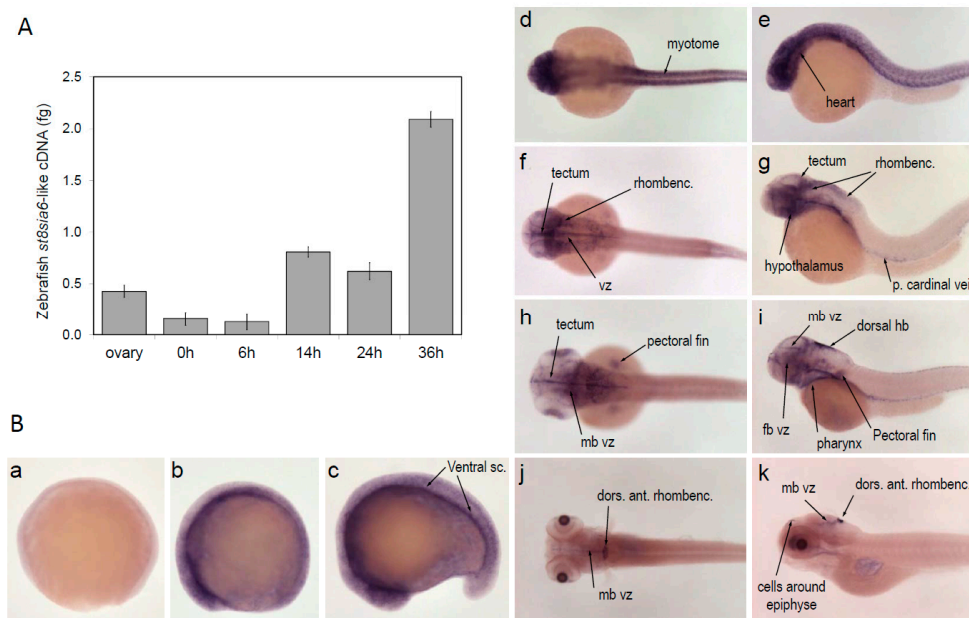 A
Zebrafish st8sia6-like cDNA (fg)
2.5
2.0
1.5
1.0
0.5
0.0
ovary
0h
6h
14h
24h
36h
B
a
b
c
Ventral sc.
d
myotome
e
heart
f
tectum
rhombenc.
vz
g
tectum
rhombenc.
hypothalamus
p. cardinal vei
h
tectum
pectoral fin
mb vz
i
mb vz
dorsal hb
fb vz
pharynx
Pectoral fin
j
dors. ant. rhombenc.
mb vz
k
mb vz
dors. ant. rhombenc.
cells around
epiphyse